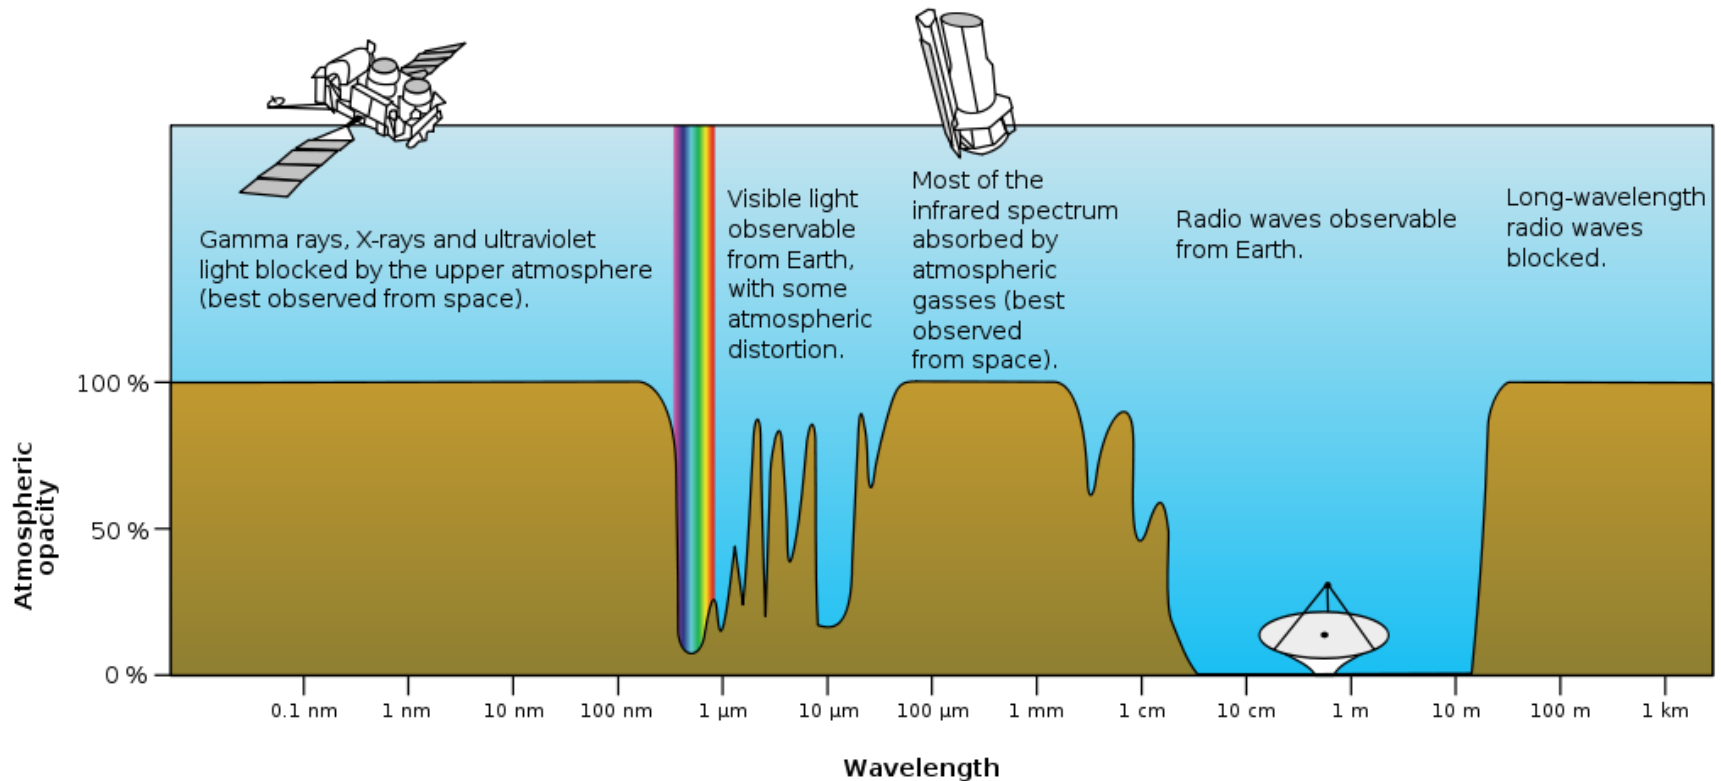 Gamma rays, X-rays and ultraviolet
light blocked by the upper atmosphere
(best observed from space).
Visible light
observable
from Earth,
with some
atmospheric
distortion.
Most of the
infrared spectrum
absorbed by
atmospheric
gasses (best
observed
from space).
Radio waves observable
from Earth.
Long-wavelength
radio waves
blocked.
Atmospheric
opacity
100 %
50 %
0 %
0.1 nm 1 nm 10 nm 100 nm 1 μm 10 μm 100 μm 1 mm 1 cm 10 cm 1 m 10 m 100 m 1 km
Wavelength